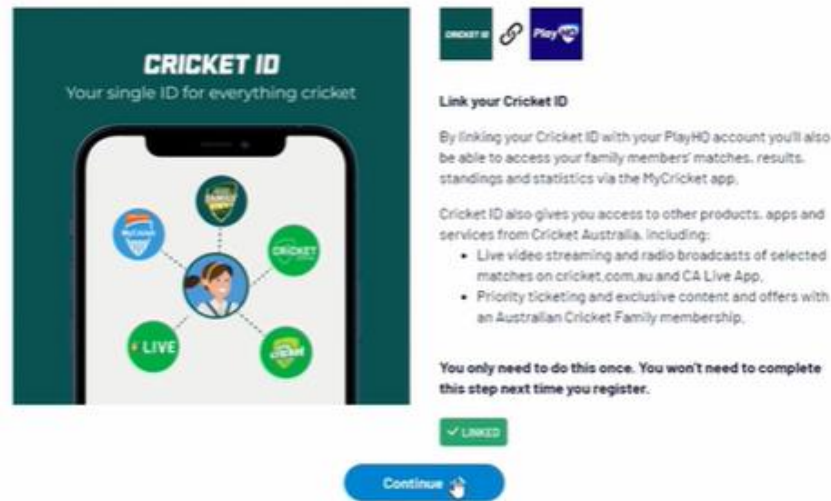 CRICKET ID
Your single ID for everything cricket
MyCricket
CRICKET
LIVE
cricket
CRICKET ID
PlayHQ
Link your Cricket ID
By linking your Cricket ID with your PlayHQ account you'll also
be able to access your family members' matches, results,
standings and statistics via the MyCricket app.
Cricket ID also gives you access to other products, apps and
services from Cricket Australia, including:
• Live video streaming and radio broadcasts of selected
matches on cricket.com.au and CA Live App.
• Priority ticketing and exclusive content and offers with
an Australian Cricket Family membership.
You only need to do this once. You won't need to complete
this step next time you register.
✓ LINKED
Continue